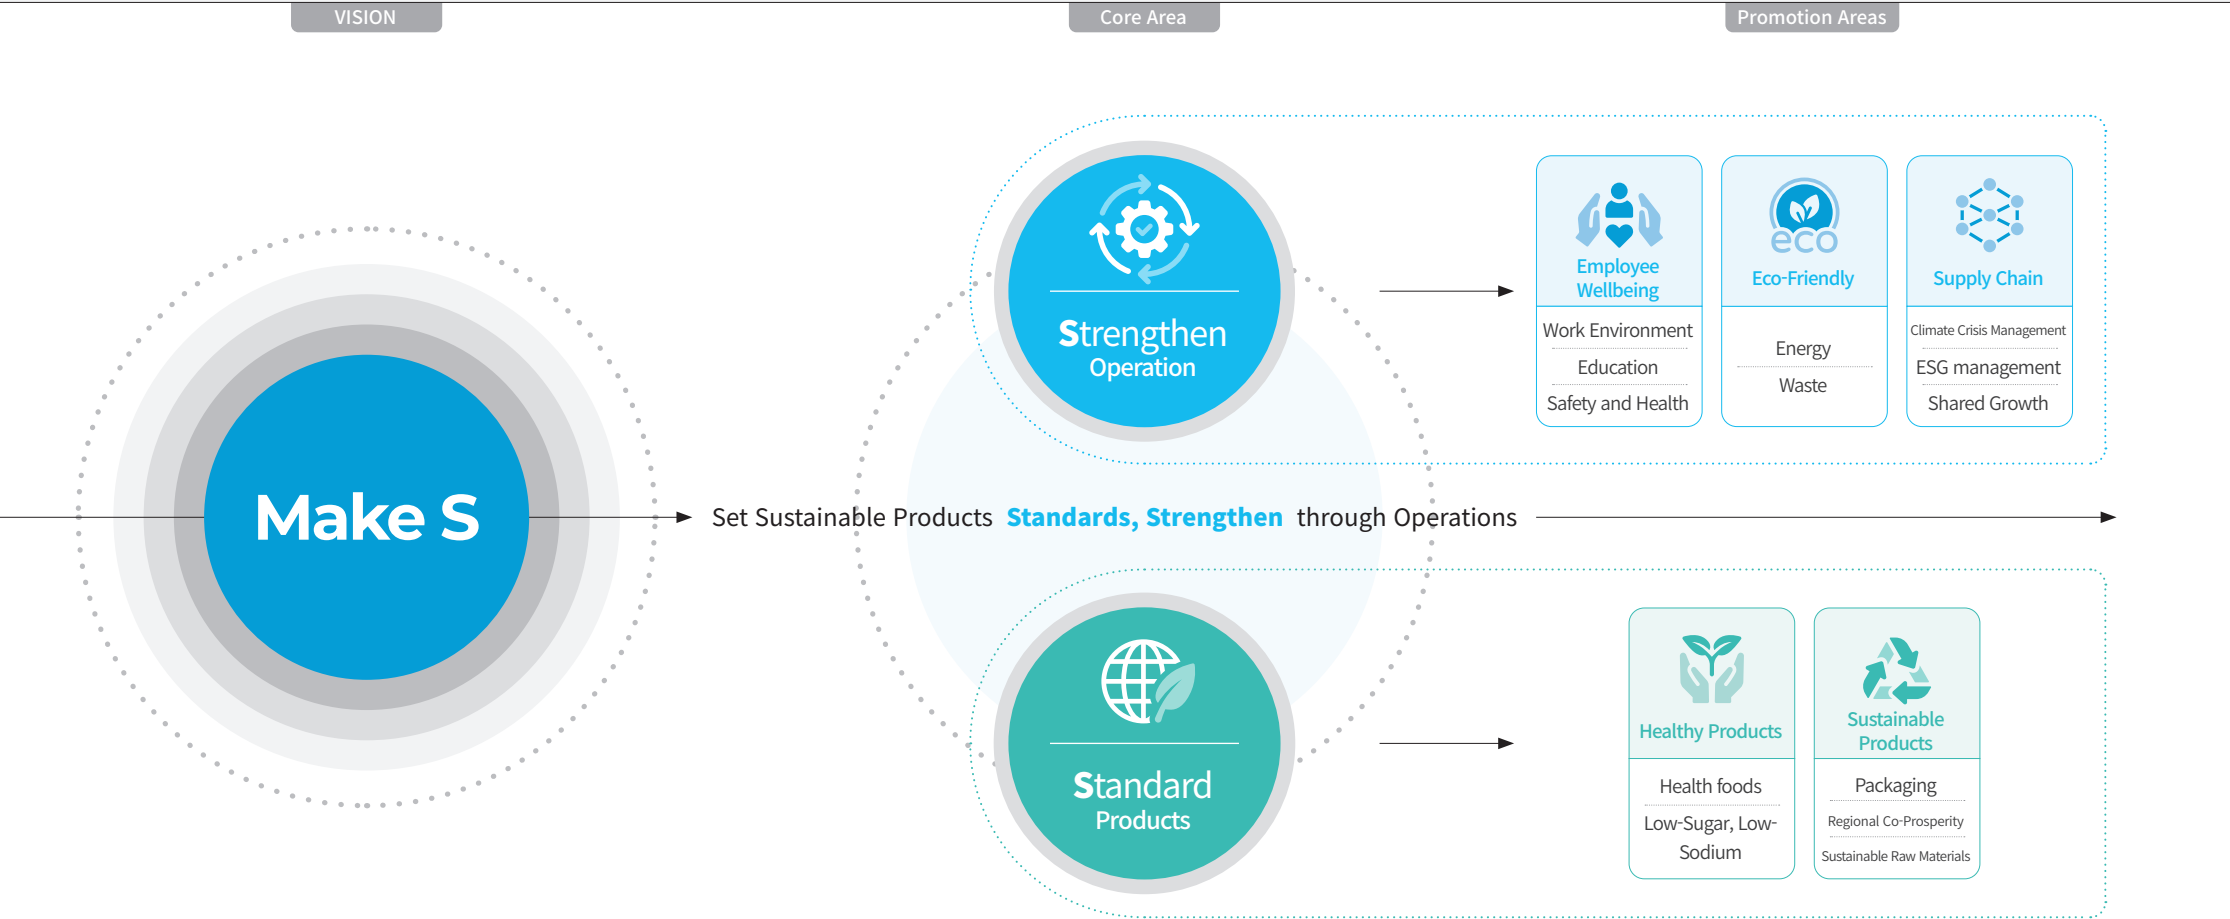 VISION
Core Area
Promotion Areas
Make S
Set Sustainable Products Standards, Strengthen through Operations
Strengthen
Operation
Employee
Wellbeing
Work Environment
Education
Safety and Health
eco
Eco-Friendly
Energy
Waste
Supply Chain
Climate Crisis Management
ESG management
Shared Growth
Standard
Products
Healthy Products
Health foods
Low-Sugar, Low-
Sodium
Sustainable
Products
Packaging
Regional Co-Prosperity
Sustainable Raw Materials